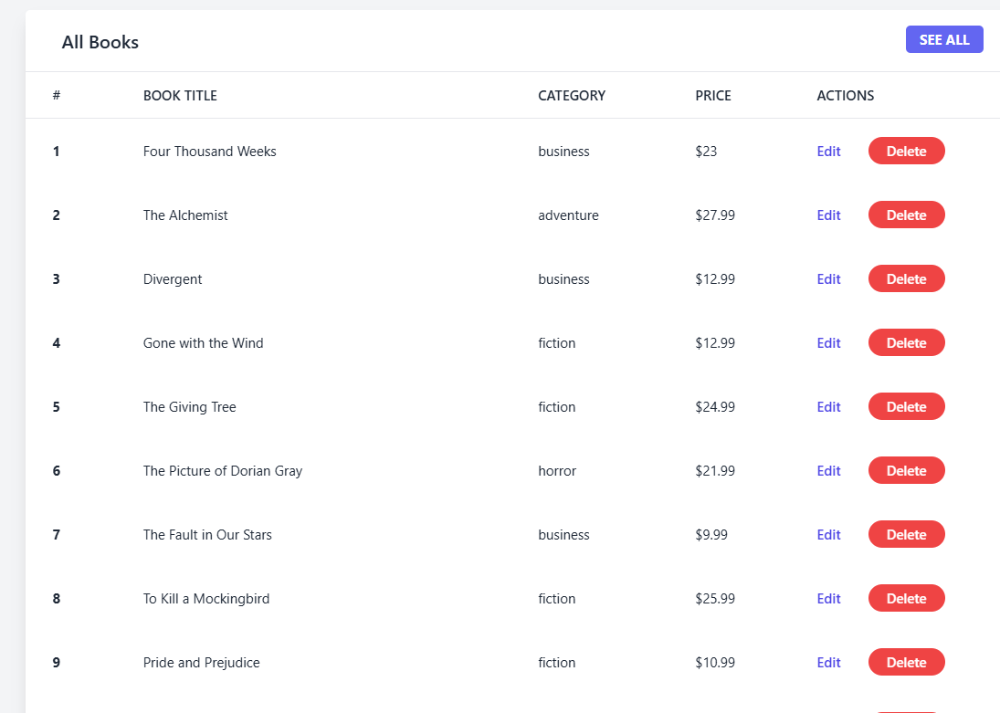 All Books SEE ALL
# BOOK TITLE CATEGORY PRICE ACTIONS
1 Four Thousand Weeks business $23 Edit Delete
2 The Alchemist adventure $27.99 Edit Delete
3 Divergent business $12.99 Edit Delete
4 Gone with the Wind fiction $12.99 Edit Delete
5 The Giving Tree fiction $24.99 Edit Delete
6 The Picture of Dorian Gray horror $21.99 Edit Delete
7 The Fault in Our Stars business $9.99 Edit Delete
8 To Kill a Mockingbird fiction $25.99 Edit Delete
9 Pride and Prejudice fiction $10.99 Edit Delete